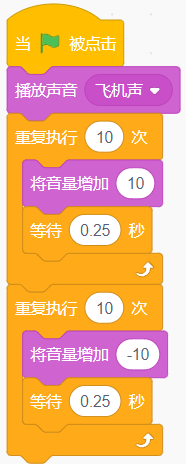 当 被点击
播放声音 飞机声
重复执行 10 次
将音量增加 10
等待 0.25 秒
重复执行 10 次
将音量增加 -10
等待 0.25 秒